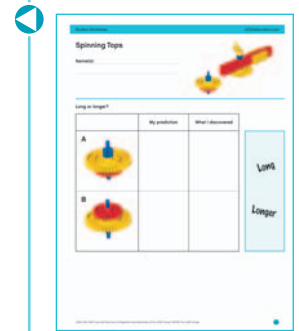 Spinning Tops
Name(s):
Long or longer?
My prediction
What I discovered
A
Long
B
Longer